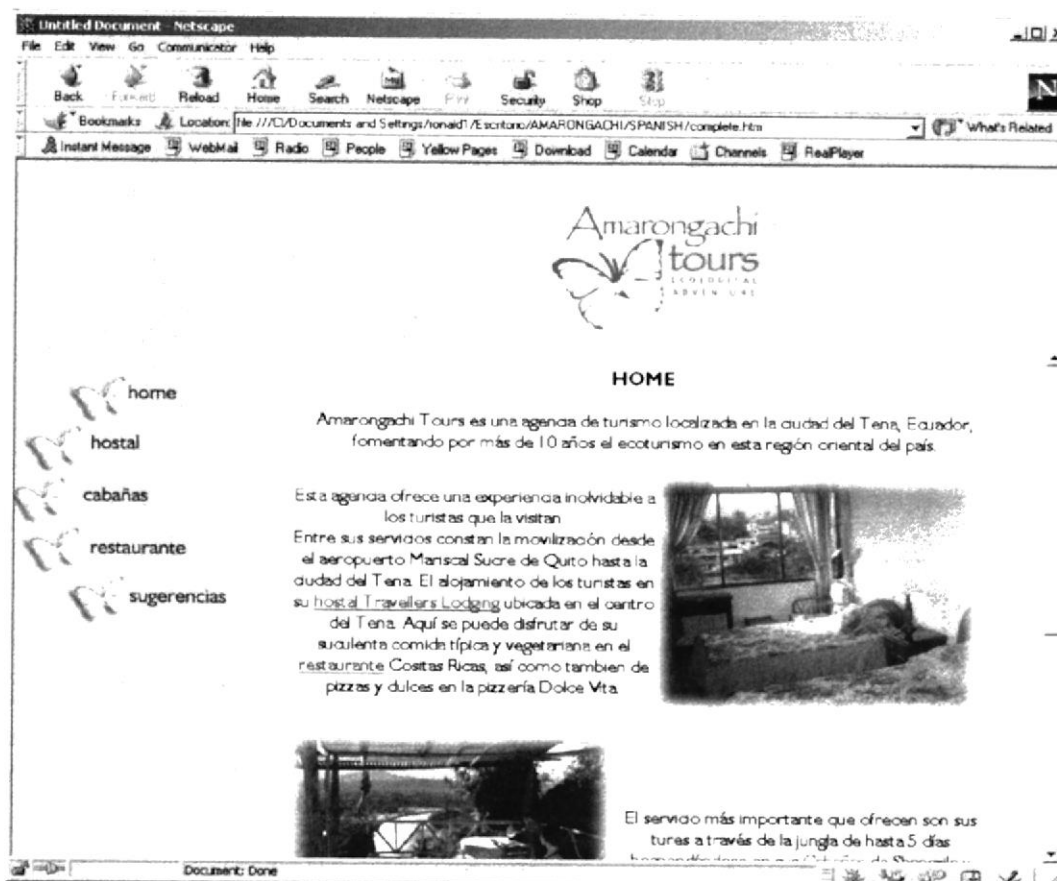 Untitled Document - Netscape
File Edit View Go Communicator Help
Back Forward Reload Home Search Netscape Print Security Shop Stop
N
Bookmarks Location: file:///C|/Documents and Settings/ronald1/Escritorio/AMARONGACHI/SPANISH/complete.htm What's Related
Instant Message WebMail Radio People Yellow Pages Download Calendar Channels RealPlayer
Amarongachi
tours
ECOLOGICAL
ADVENTURE
home
hostal
cabañas
restaurante
sugerencias
HOME
Amarongachi Tours es una agencia de turismo localizada en la ciudad del Tena, Ecuador,
fomentando por más de 10 años el ecoturismo en esta región oriental del país.
Esta agencia ofrece una experiencia inolvidable a
los turistas que la visitan
Entre sus servicios constan la movilización desde
el aeropuerto Mariscal Sucre de Quito hasta la
ciudad del Tena. El alojamiento de los turistas en
su hostal Travellers Lodging ubicada en el centro
del Tena. Aquí se puede disfrutar de su
suculenta comida típica y vegetariana en el
restaurante Costas Ricas, así como tambien de
pizzas y dulces en la pizzería Dolce Vita
El servicio más importante que ofrecen son sus
tures a través de la jungla de hasta 5 días
Document: Done